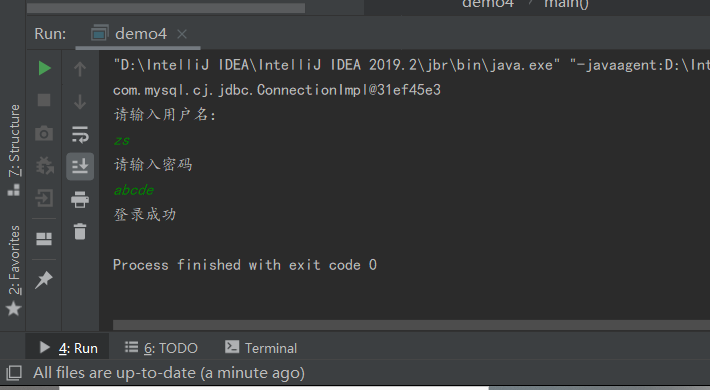 demo4
main()
Run:
demo4
"D:\IntelliJ IDEA\IntelliJ IDEA 2019.2\jbr\bin\java.exe" "-javaagent:D:\Int
com.mysql.cj.jdbc.ConnectionImpl@31ef45e3
请输入用户名：
zs
请输入密码
abcde
登录成功
Process finished with exit code 0
7: Structure
2: Favorites
4: Run
6: TODO
Terminal
All files are up-to-date (a minute ago)